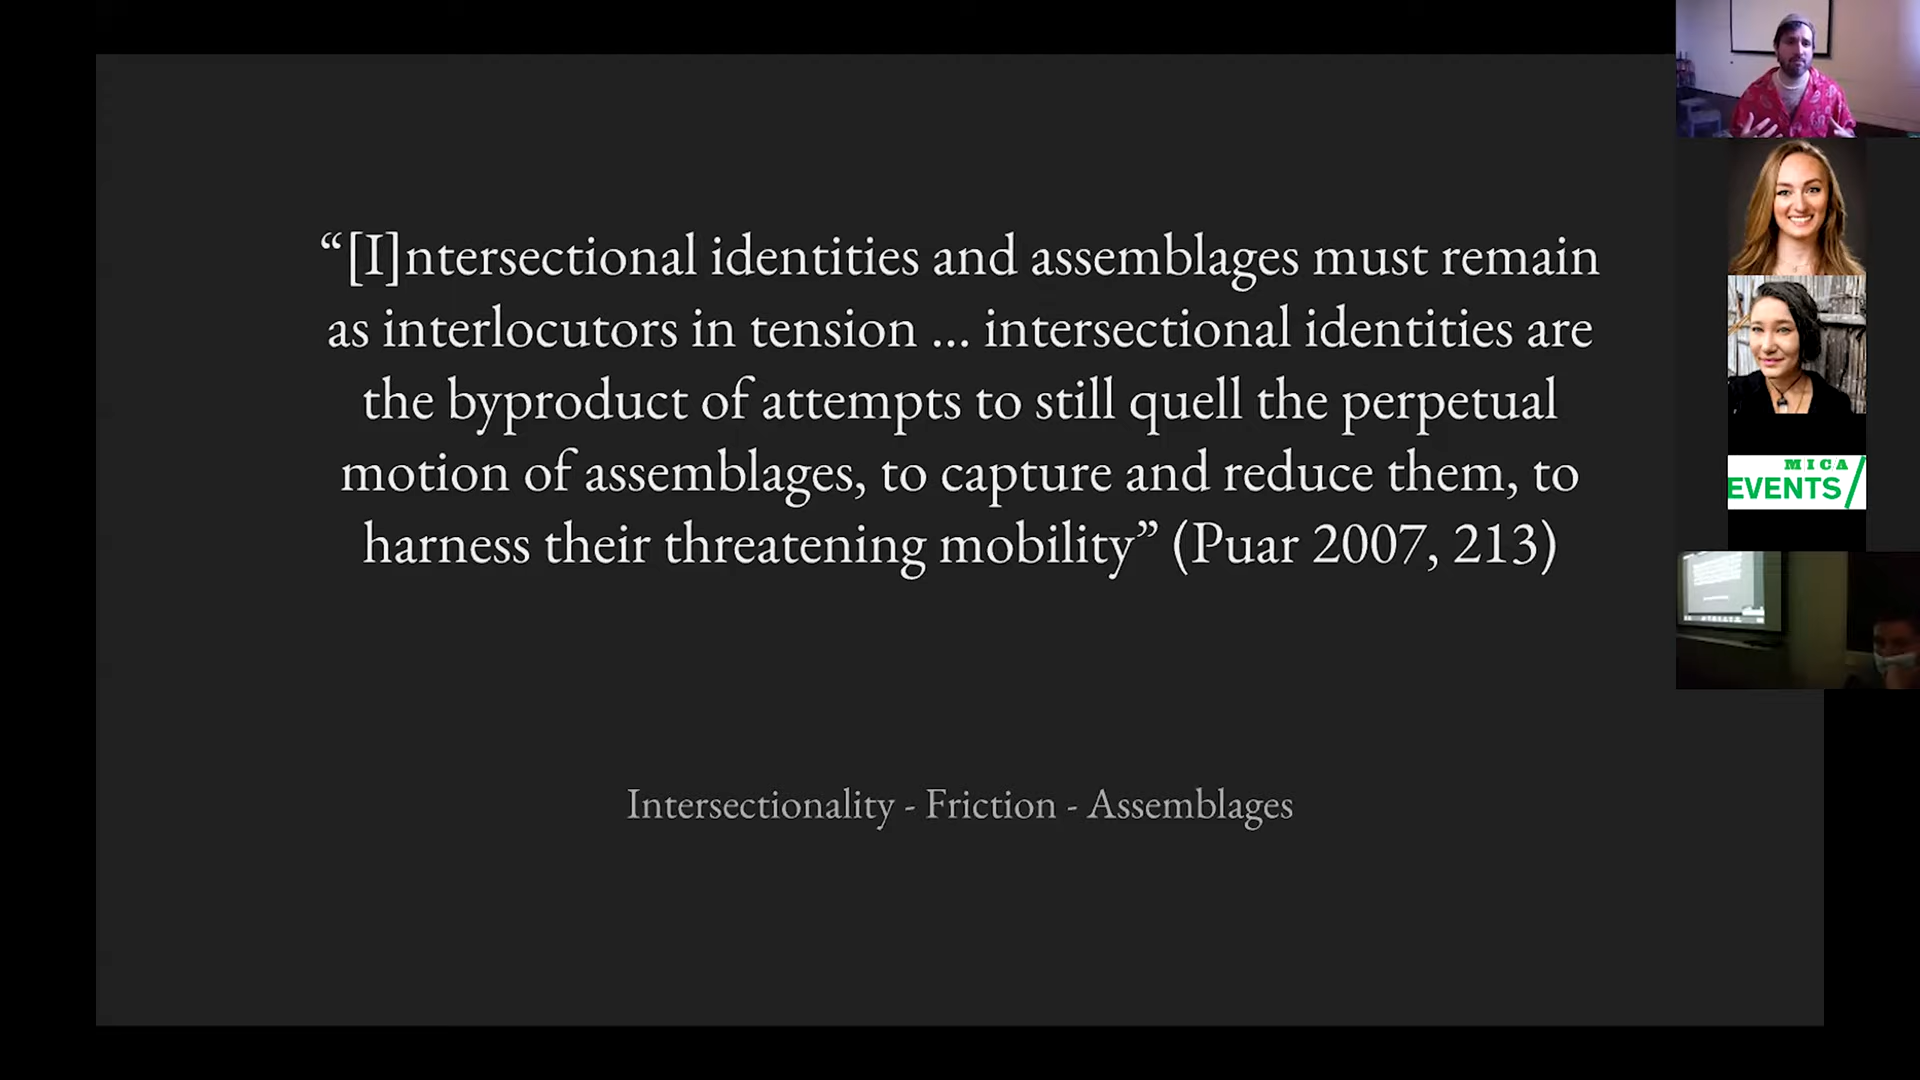 “[I]ntersectional identities and assemblages must remain
as interlocutors in tension ... intersectional identities are
the byproduct of attempts to still quell the perpetual
motion of assemblages, to capture and reduce them, to
harness their threatening mobility” (Puar 2007, 213)
Intersectionality - Friction - Assemblages
MICA
EVENTS/